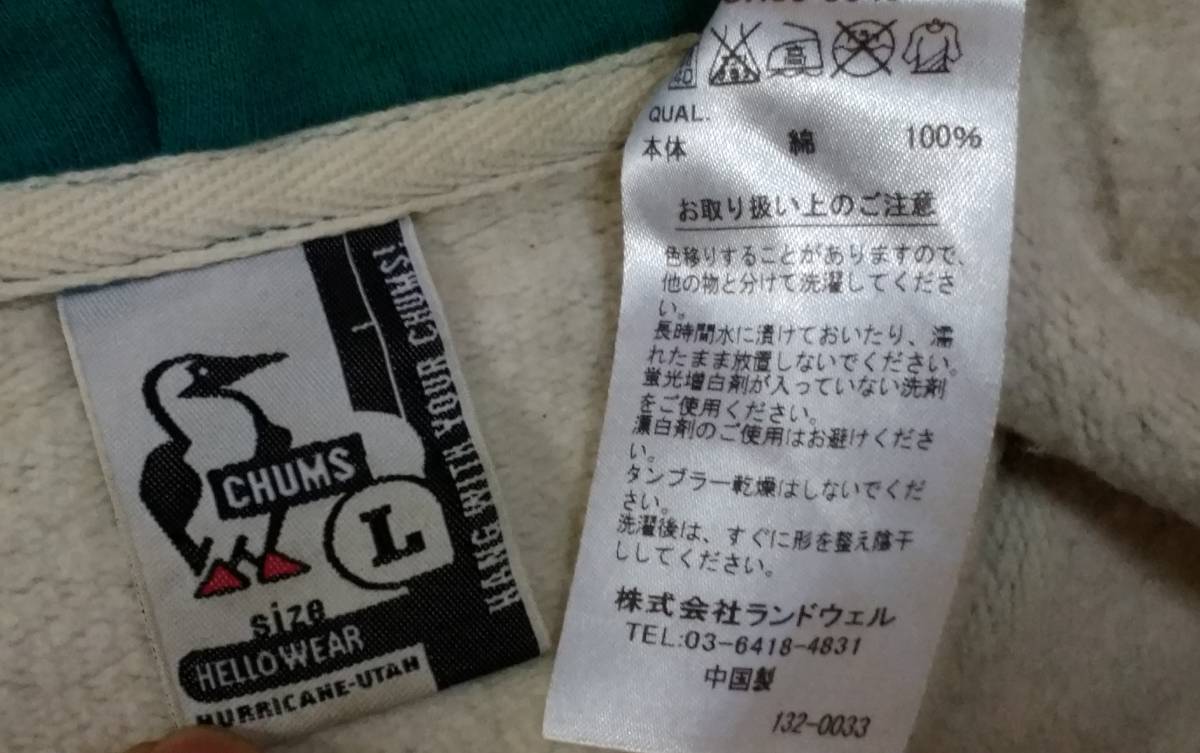 HANG WITH YOUR CHUMS!
CHUMS
L
size
HELLO WEAR
HURRICANE-UTAH
40
高
QUAL.
本体 綿 100%
お取り扱い上のご注意
色移りすることがありますので、
他の物と分けて洗濯してくださ
い。
長時間水に漬けておいたり、濡
れたまま放置しないでください。
蛍光増白剤が入っていない洗剤
をご使用ください。
漂白剤のご使用はお避けくださ
い。
タンブラー乾燥はしないでくだ
さい。
洗濯後は、すぐに形を整え陰干
ししてください。
株式会社ランドウェル
TEL:03-6418-4831
中国製
132-0033